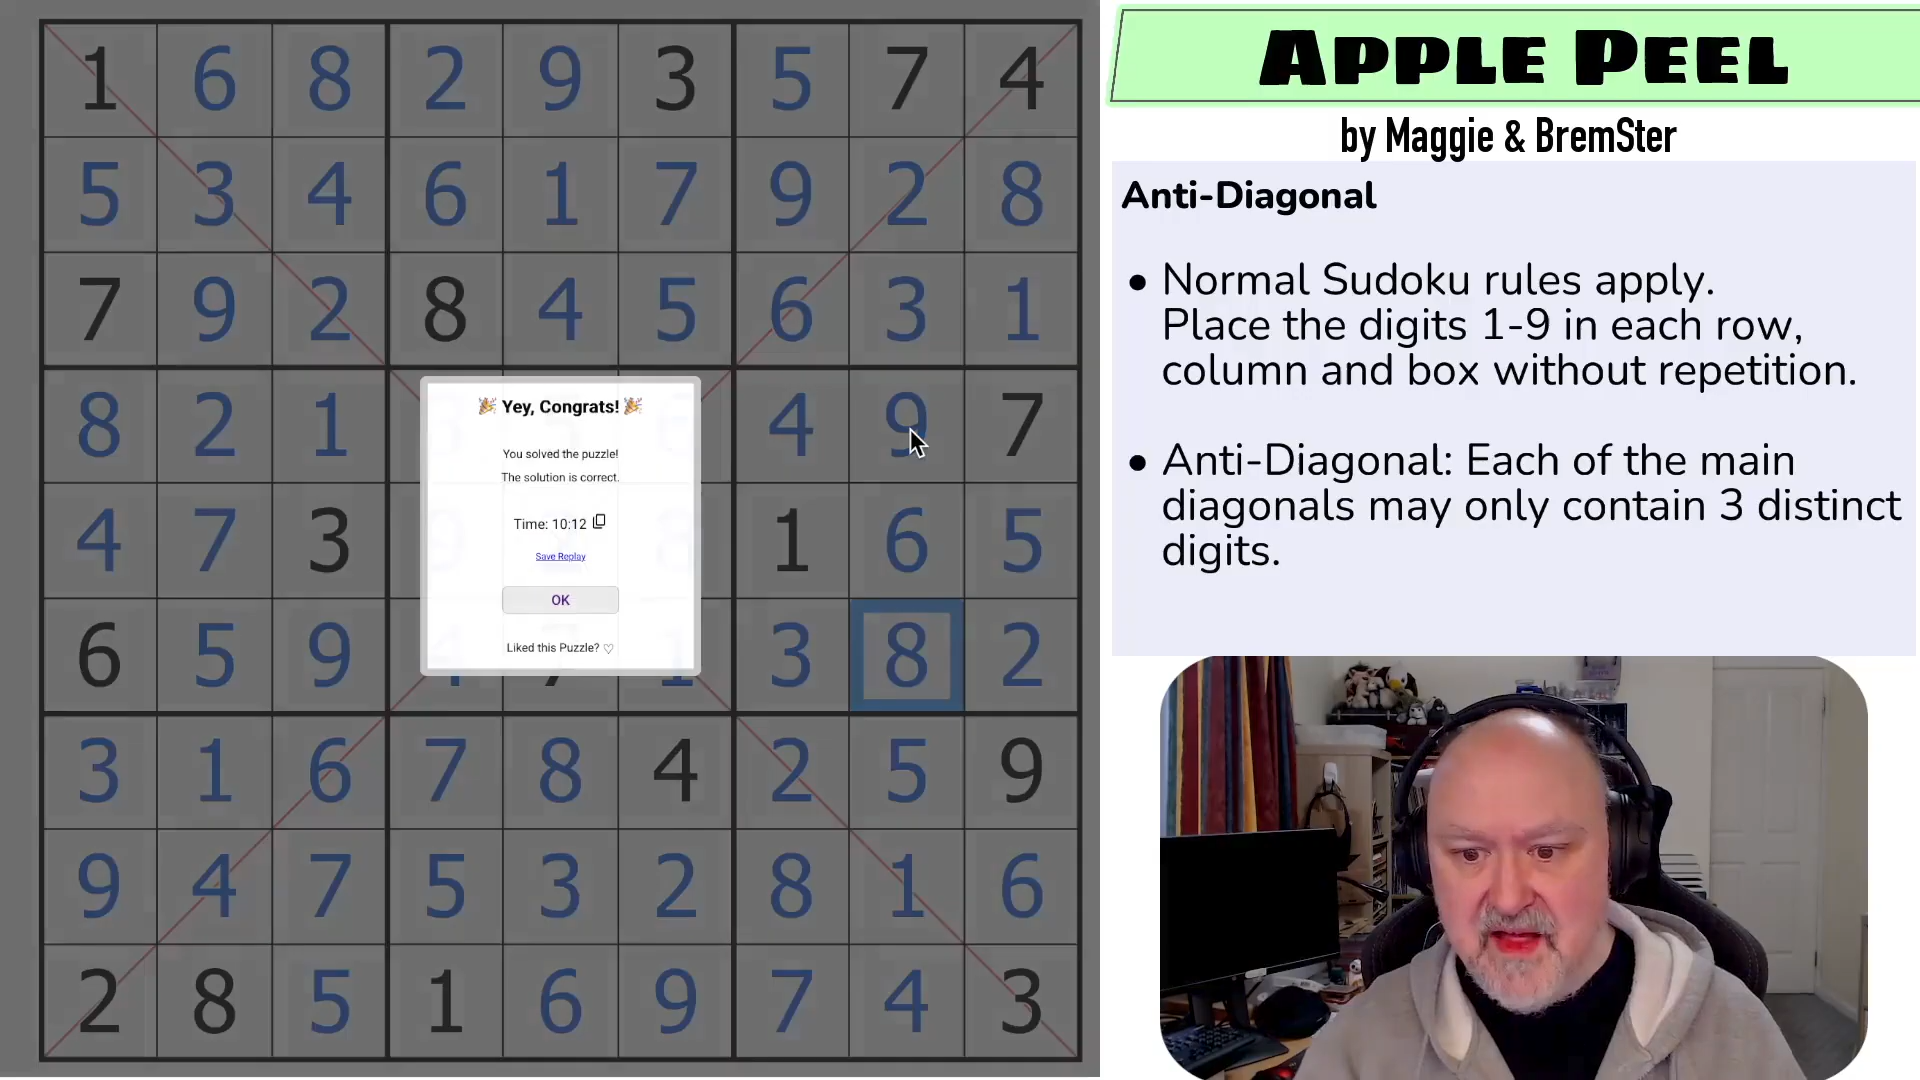 APPLE PEEL
by Maggie & BremSter
Anti-Diagonal
• Normal Sudoku rules apply.
Place the digits 1-9 in each row,
column and box without repetition.
• Anti-Diagonal: Each of the main
diagonals may only contain 3 distinct
digits.
1 6 8 2 9 3 5 7 4
5 3 4 6 1 7 9 2 8
7 9 2 8 4 5 6 3 1
8 2 1 4 9 7
4 7 3 1 6 5
6 5 9 4 7 1 3 8 2
3 1 6 7 8 4 2 5 9
9 4 7 5 3 2 8 1 6
2 8 5 1 6 9 7 4 3
🎉 Yey, Congrats! 🎉
You solved the puzzle!
The solution is correct.
Time: 10:12
Save Replay
OK
Liked this Puzzle? ♡